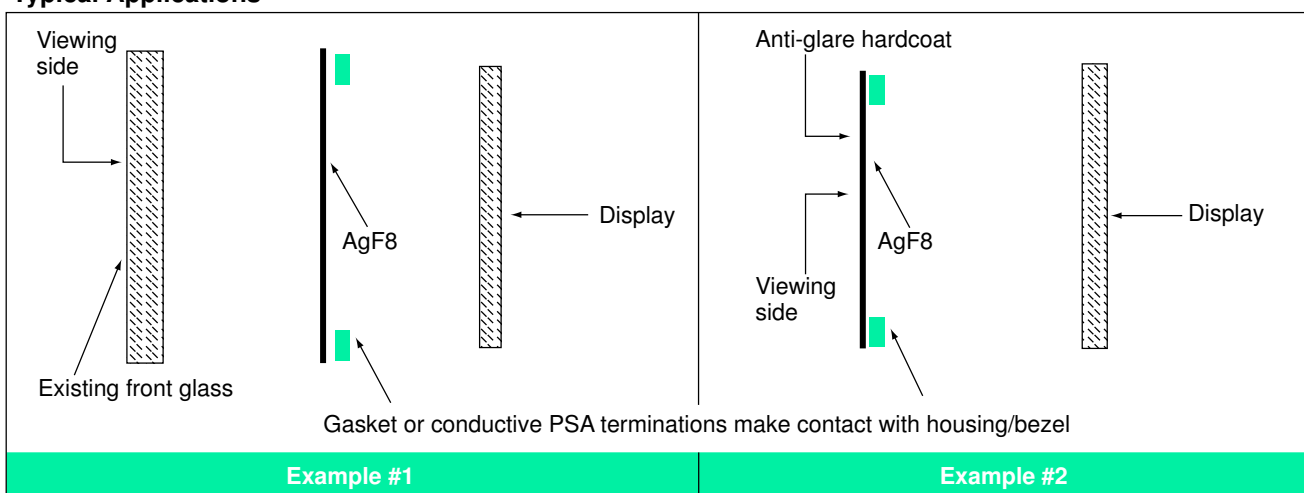 Typical Applications
Viewing
side
AgF8
Display
Existing front glass
Anti-glare hardcoat
AgF8
Display
Viewing
side
Gasket or conductive PSA terminations make contact with housing/bezel
Example #1
Example #2